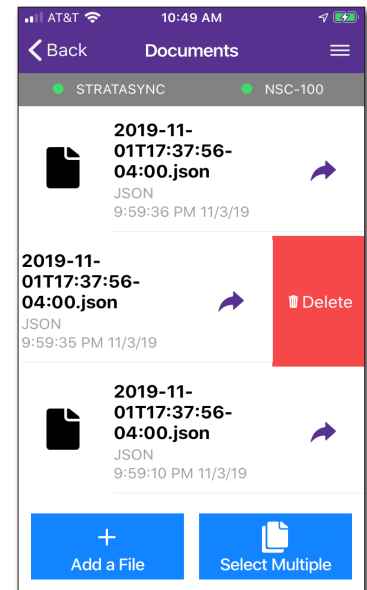 AT&T 10:49 AM
Back Documents
STRATASYNC NSC-100
2019-11-
01T17:37:56-
04:00.json
JSON
9:59:36 PM 11/3/19
2019-11-
01T17:37:56-
04:00.json
JSON
9:59:35 PM 11/3/19
Delete
2019-11-
01T17:37:56-
04:00.json
JSON
9:59:10 PM 11/3/19
Add a File Select Multiple